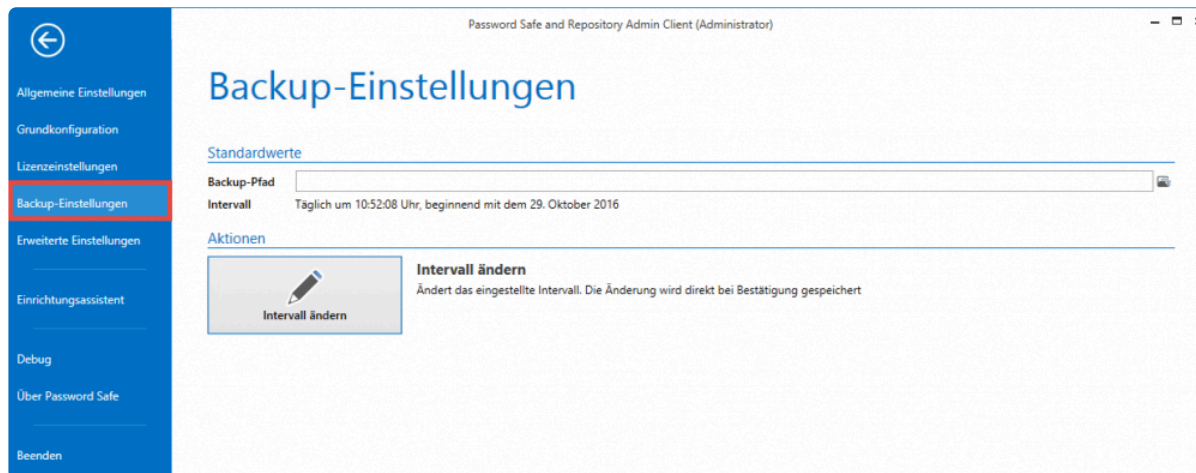 Password Safe and Repository Admin Client (Administrator)
Allgemeine Einstellungen
Grundkonfiguration
Lizenzeinstellungen
Backup-Einstellungen
Erweiterte Einstellungen
Einrichtungsassistent
Debug
Über Password Safe
Beenden
Backup-Einstellungen
Standardwerte
Backup-Pfad
Intervall Täglich um 10:52:08 Uhr, beginnend mit dem 29. Oktober 2016
Aktionen
Intervall ändern
Intervall ändern
Ändert das eingestellte Intervall. Die Änderung wird direkt bei Bestätigung gespeichert